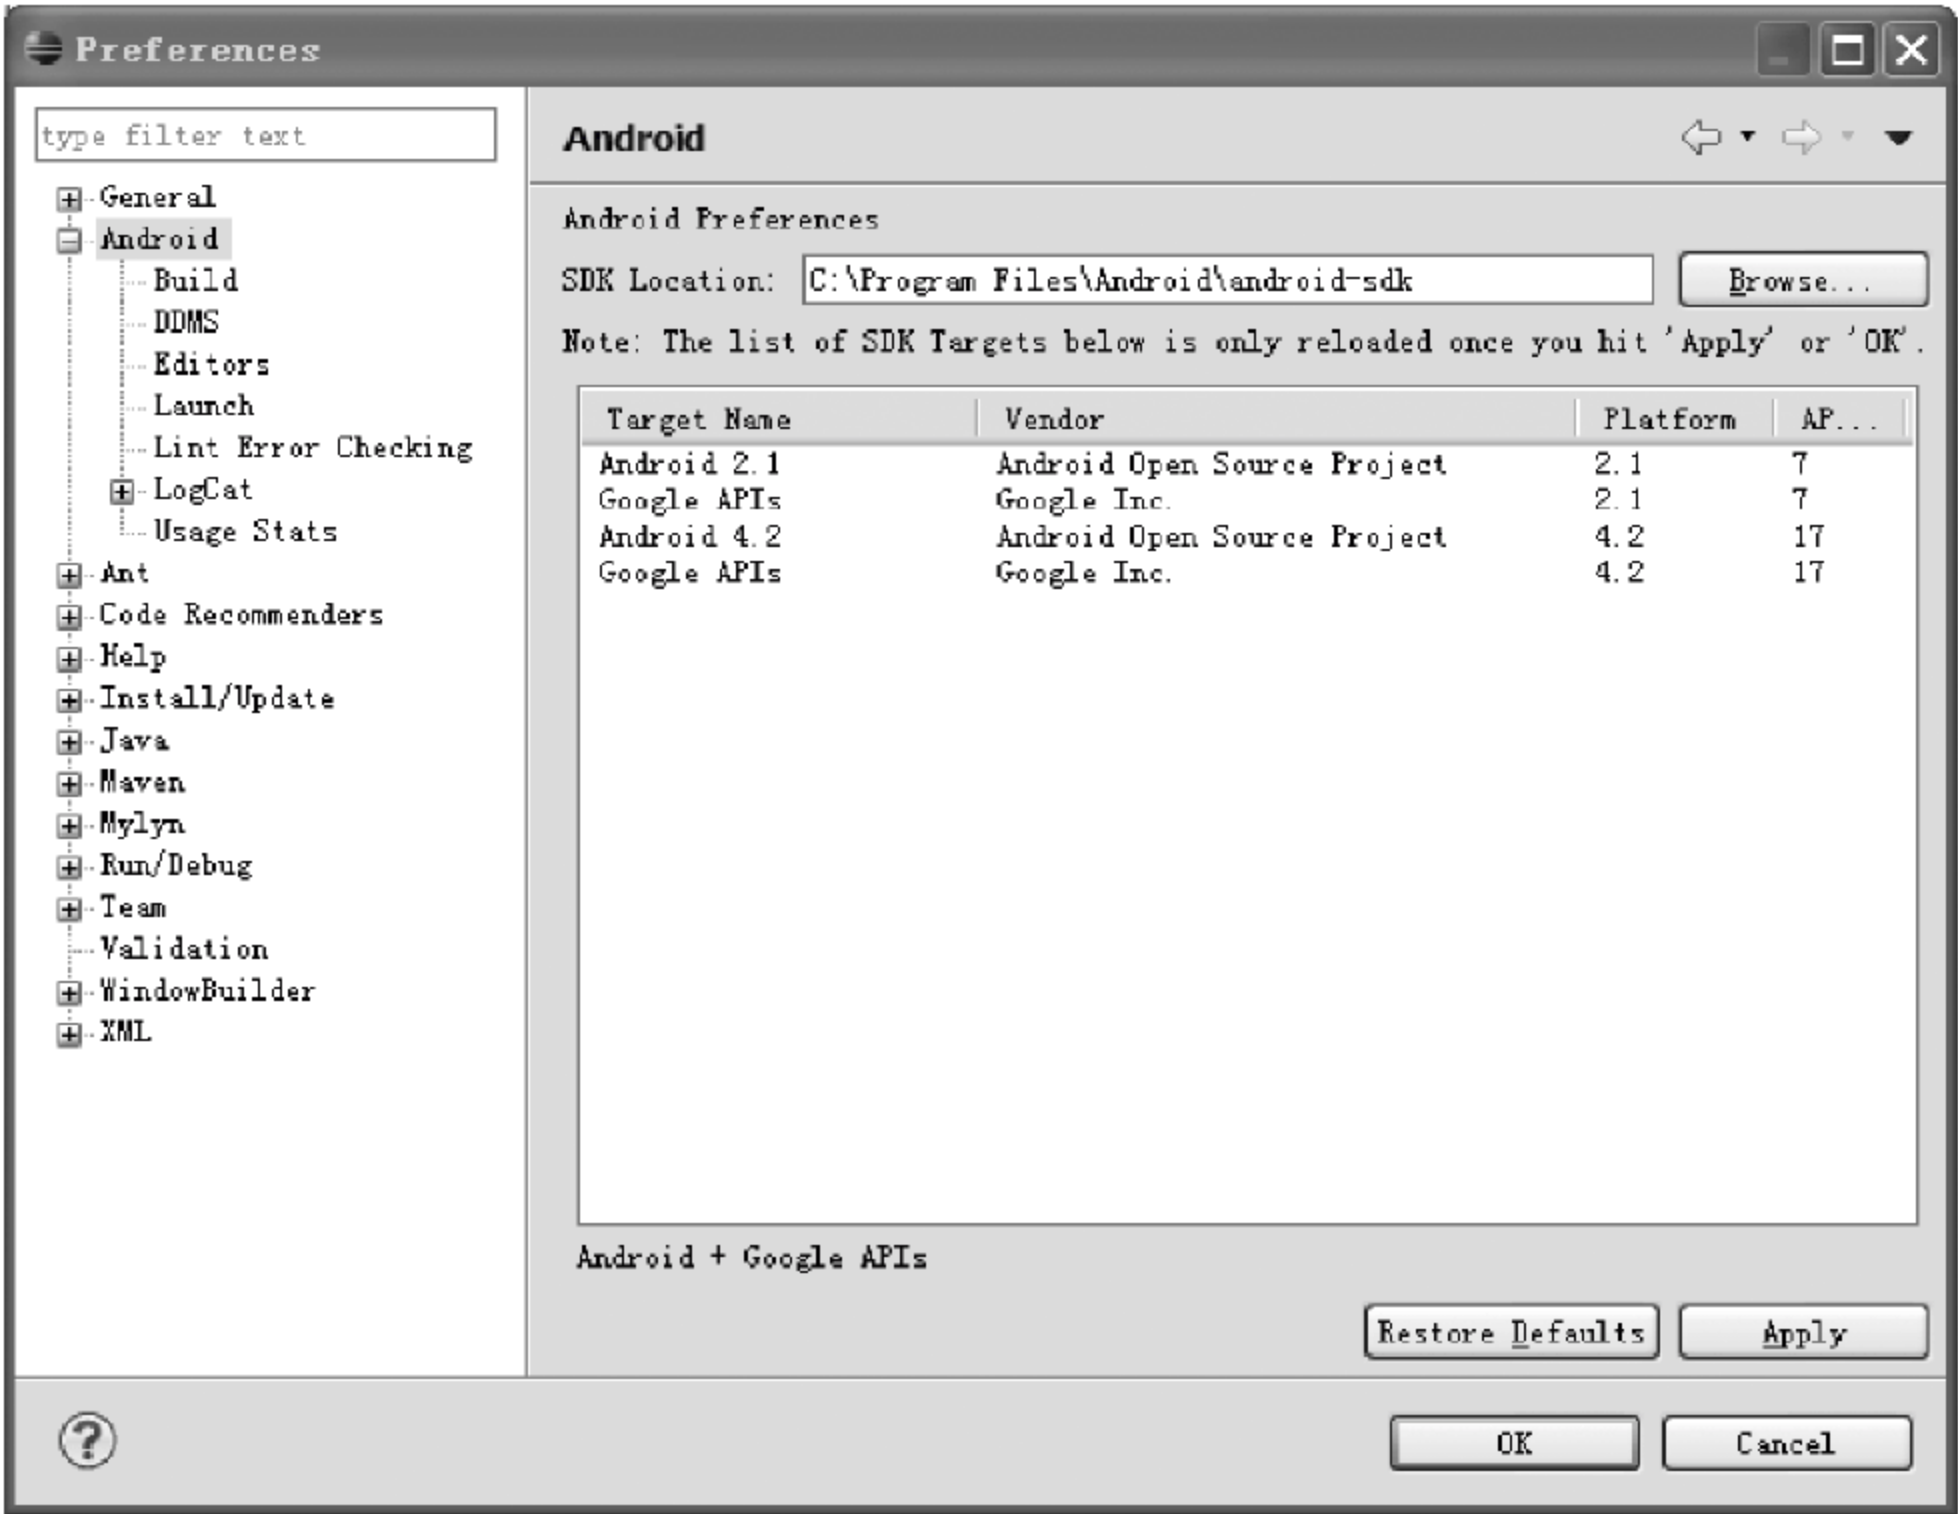 Preferences
type filter text
General
Android
Build
DDMS
Editors
Launch
Lint Error Checking
LogCat
Usage Stats
Ant
Code Recommenders
Help
Install/Update
Java
Maven
Mylyn
Run/Debug
Team
Validation
WindowBuilder
XML
Android
Android Preferences
SDK Location: C:\Program Files\Android\android-sdk Browse...
Note: The list of SDK Targets below is only reloaded once you hit 'Apply' or 'OK'.
Target Name Vendor Platform AP...
Android 2.1 Android Open Source Project 2.1 7
Google APIs Google Inc. 2.1 7
Android 4.2 Android Open Source Project 4.2 17
Google APIs Google Inc. 4.2 17
Android + Google APIs
Restore Defaults Apply
? OK Cancel